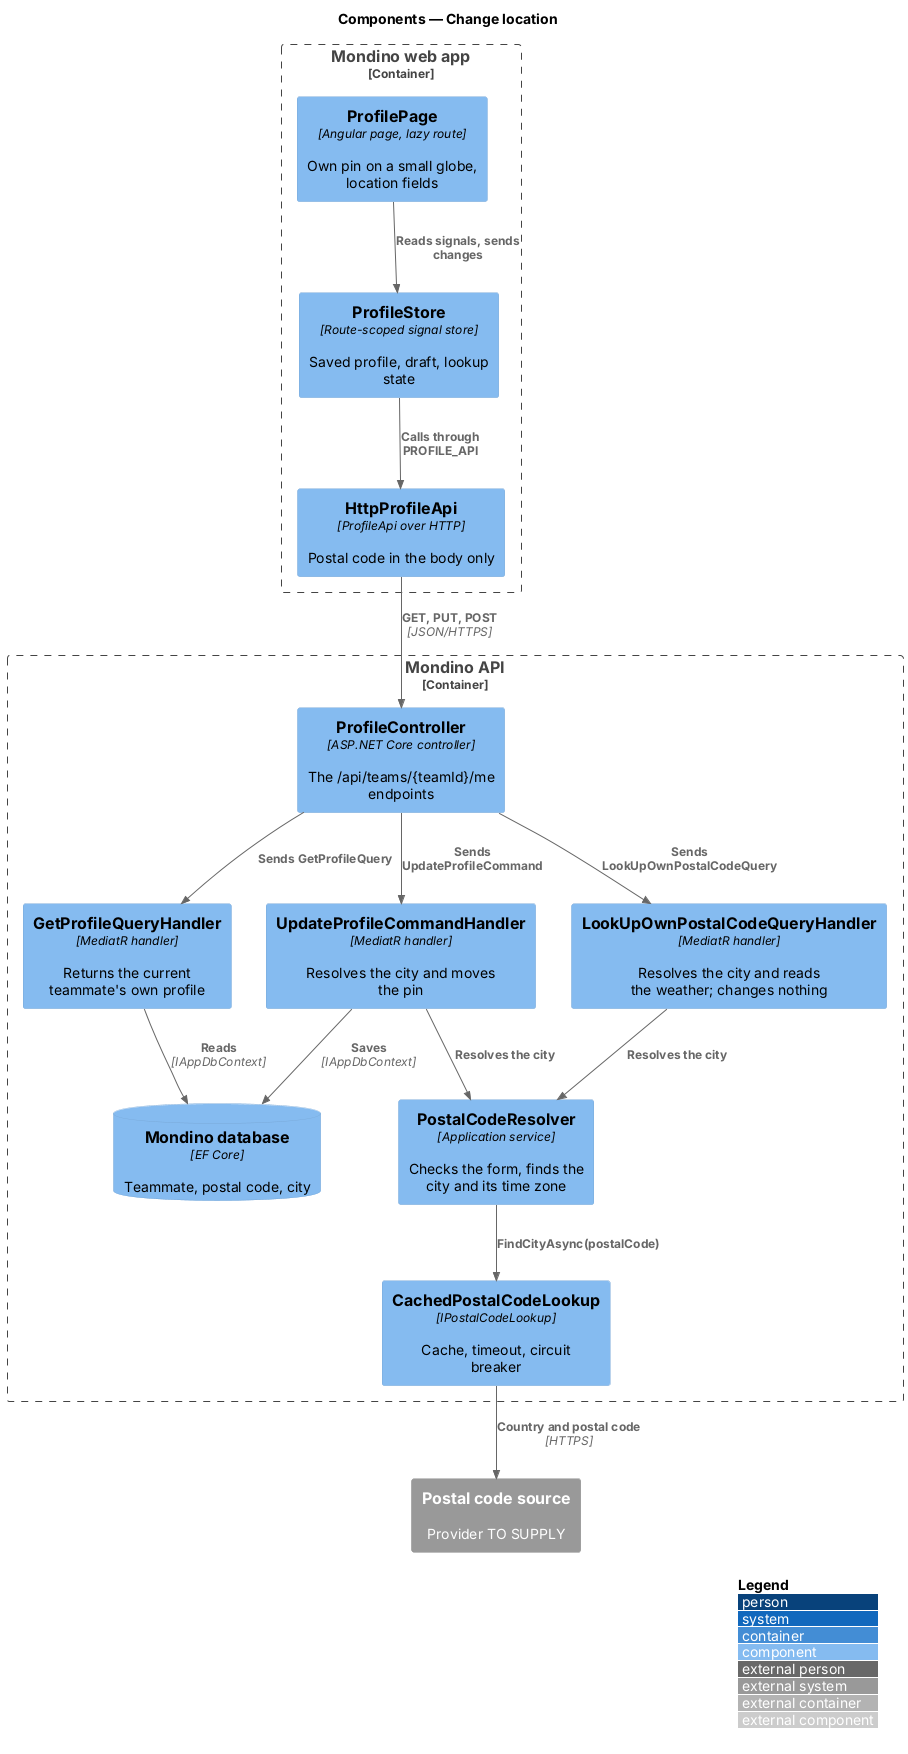 Components — Change location
Mondino web app
[Container]
ProfilePage
[Angular page, lazy route]
Own pin on a small globe,
location fields
Reads signals, sends
changes
ProfileStore
[Route-scoped signal store]
Saved profile, draft, lookup
state
Calls through
PROFILE_API
HttpProfileApi
[ProfileApi over HTTP]
Postal code in the body only
GET, PUT, POST
[JSON/HTTPS]
Mondino API
[Container]
ProfileController
[ASP.NET Core controller]
The /api/teams/{teamId}/me
endpoints
Sends GetProfileQuery
Sends
UpdateProfileCommand
Sends
LookUpOwnPostalCodeQuery
GetProfileQueryHandler
[MediatR handler]
Returns the current
teammate's own profile
UpdateProfileCommandHandler
[MediatR handler]
Resolves the city and moves
the pin
LookUpOwnPostalCodeQueryHandler
[MediatR handler]
Resolves the city and reads
the weather; changes nothing
Reads
[IAppDbContext]
Saves
[IAppDbContext]
Resolves the city
Resolves the city
Mondino database
[EF Core]
Teammate, postal code, city
PostalCodeResolver
[Application service]
Checks the form, finds the
city and its time zone
FindCityAsync(postalCode)
CachedPostalCodeLookup
[IPostalCodeLookup]
Cache, timeout, circuit
breaker
Country and postal code
[HTTPS]
Postal code source
Provider TO SUPPLY
Legend
person
system
container
component
external person
external system
external container
external component